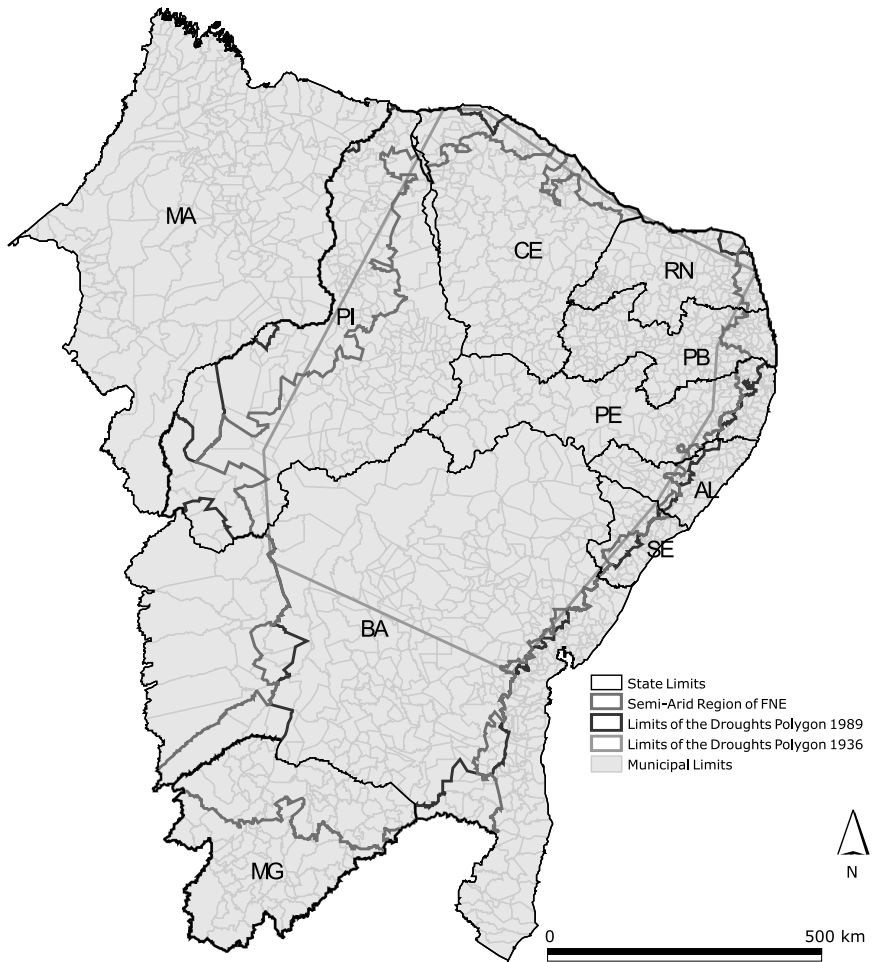 MA
CE
RN
PI
PB
PE
AL
SE
BA
State Limits
Semi-Arid Region of FNE
Limits of the Droughts Polygon 1989
Limits of the Droughts Polygon 1936
Municipal Limits
MG
N
0 500 km